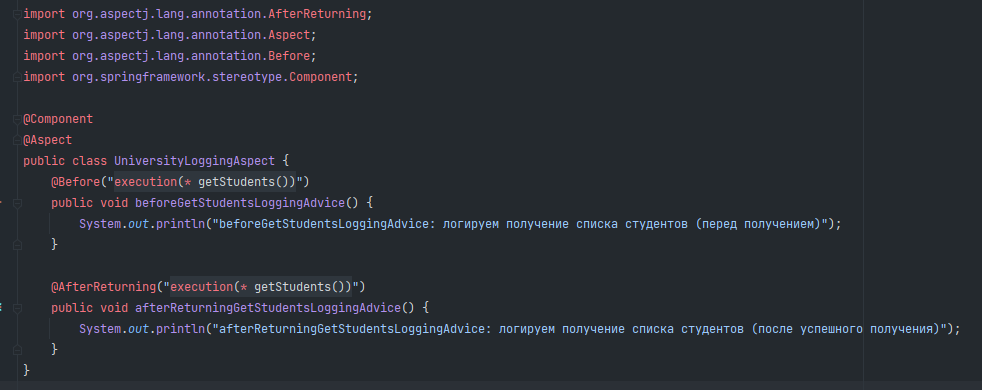 import org.aspectj.lang.annotation.AfterReturning;
import org.aspectj.lang.annotation.Aspect;
import org.aspectj.lang.annotation.Before;
import org.springframework.stereotype.Component;
@Component
@Aspect
public class UniversityLoggingAspect {
@Before("execution(* getStudents())")
public void beforeGetStudentsLoggingAdvice() {
System.out.println("beforeGetStudentsLoggingAdvice: логируем получение списка студентов (перед получением)");
}
@AfterReturning("execution(* getStudents())")
public void afterReturningGetStudentsLoggingAdvice() {
System.out.println("afterReturningGetStudentsLoggingAdvice: логируем получение списка студентов (после успешного получения)");
}
}